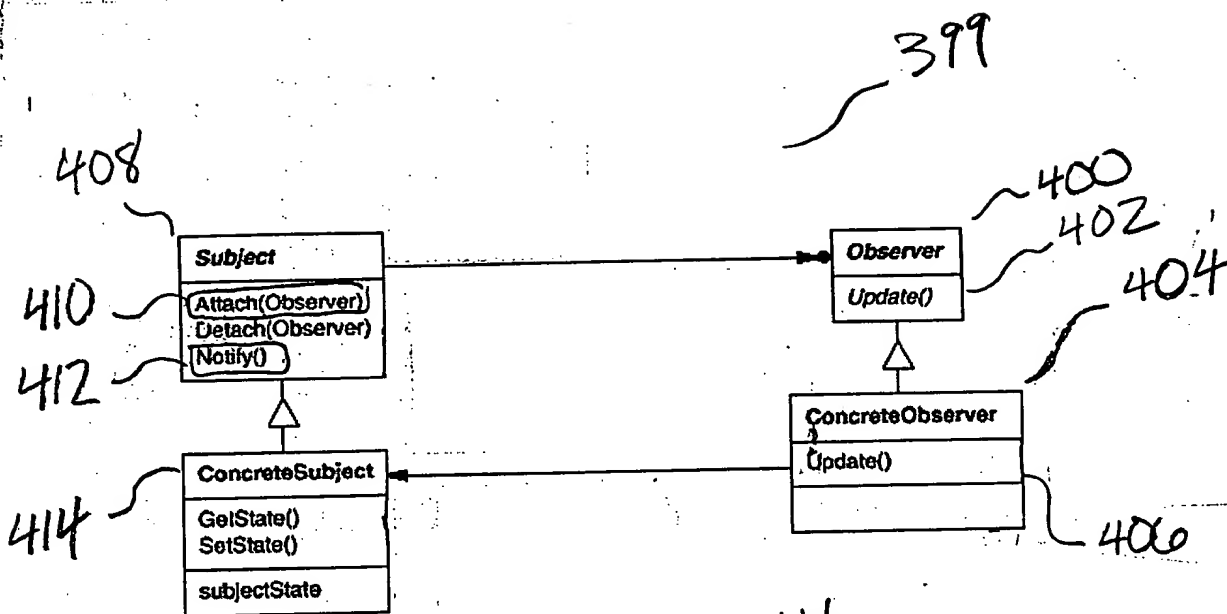 399
408
400
402
404
Subject
Observer
410
Attach(Observer)
Update()
Detach(Observer)
412
Notify()
ConcreteObserver
ConcreteSubject
Update()
414
GetState()
SetState()
406
subjectState